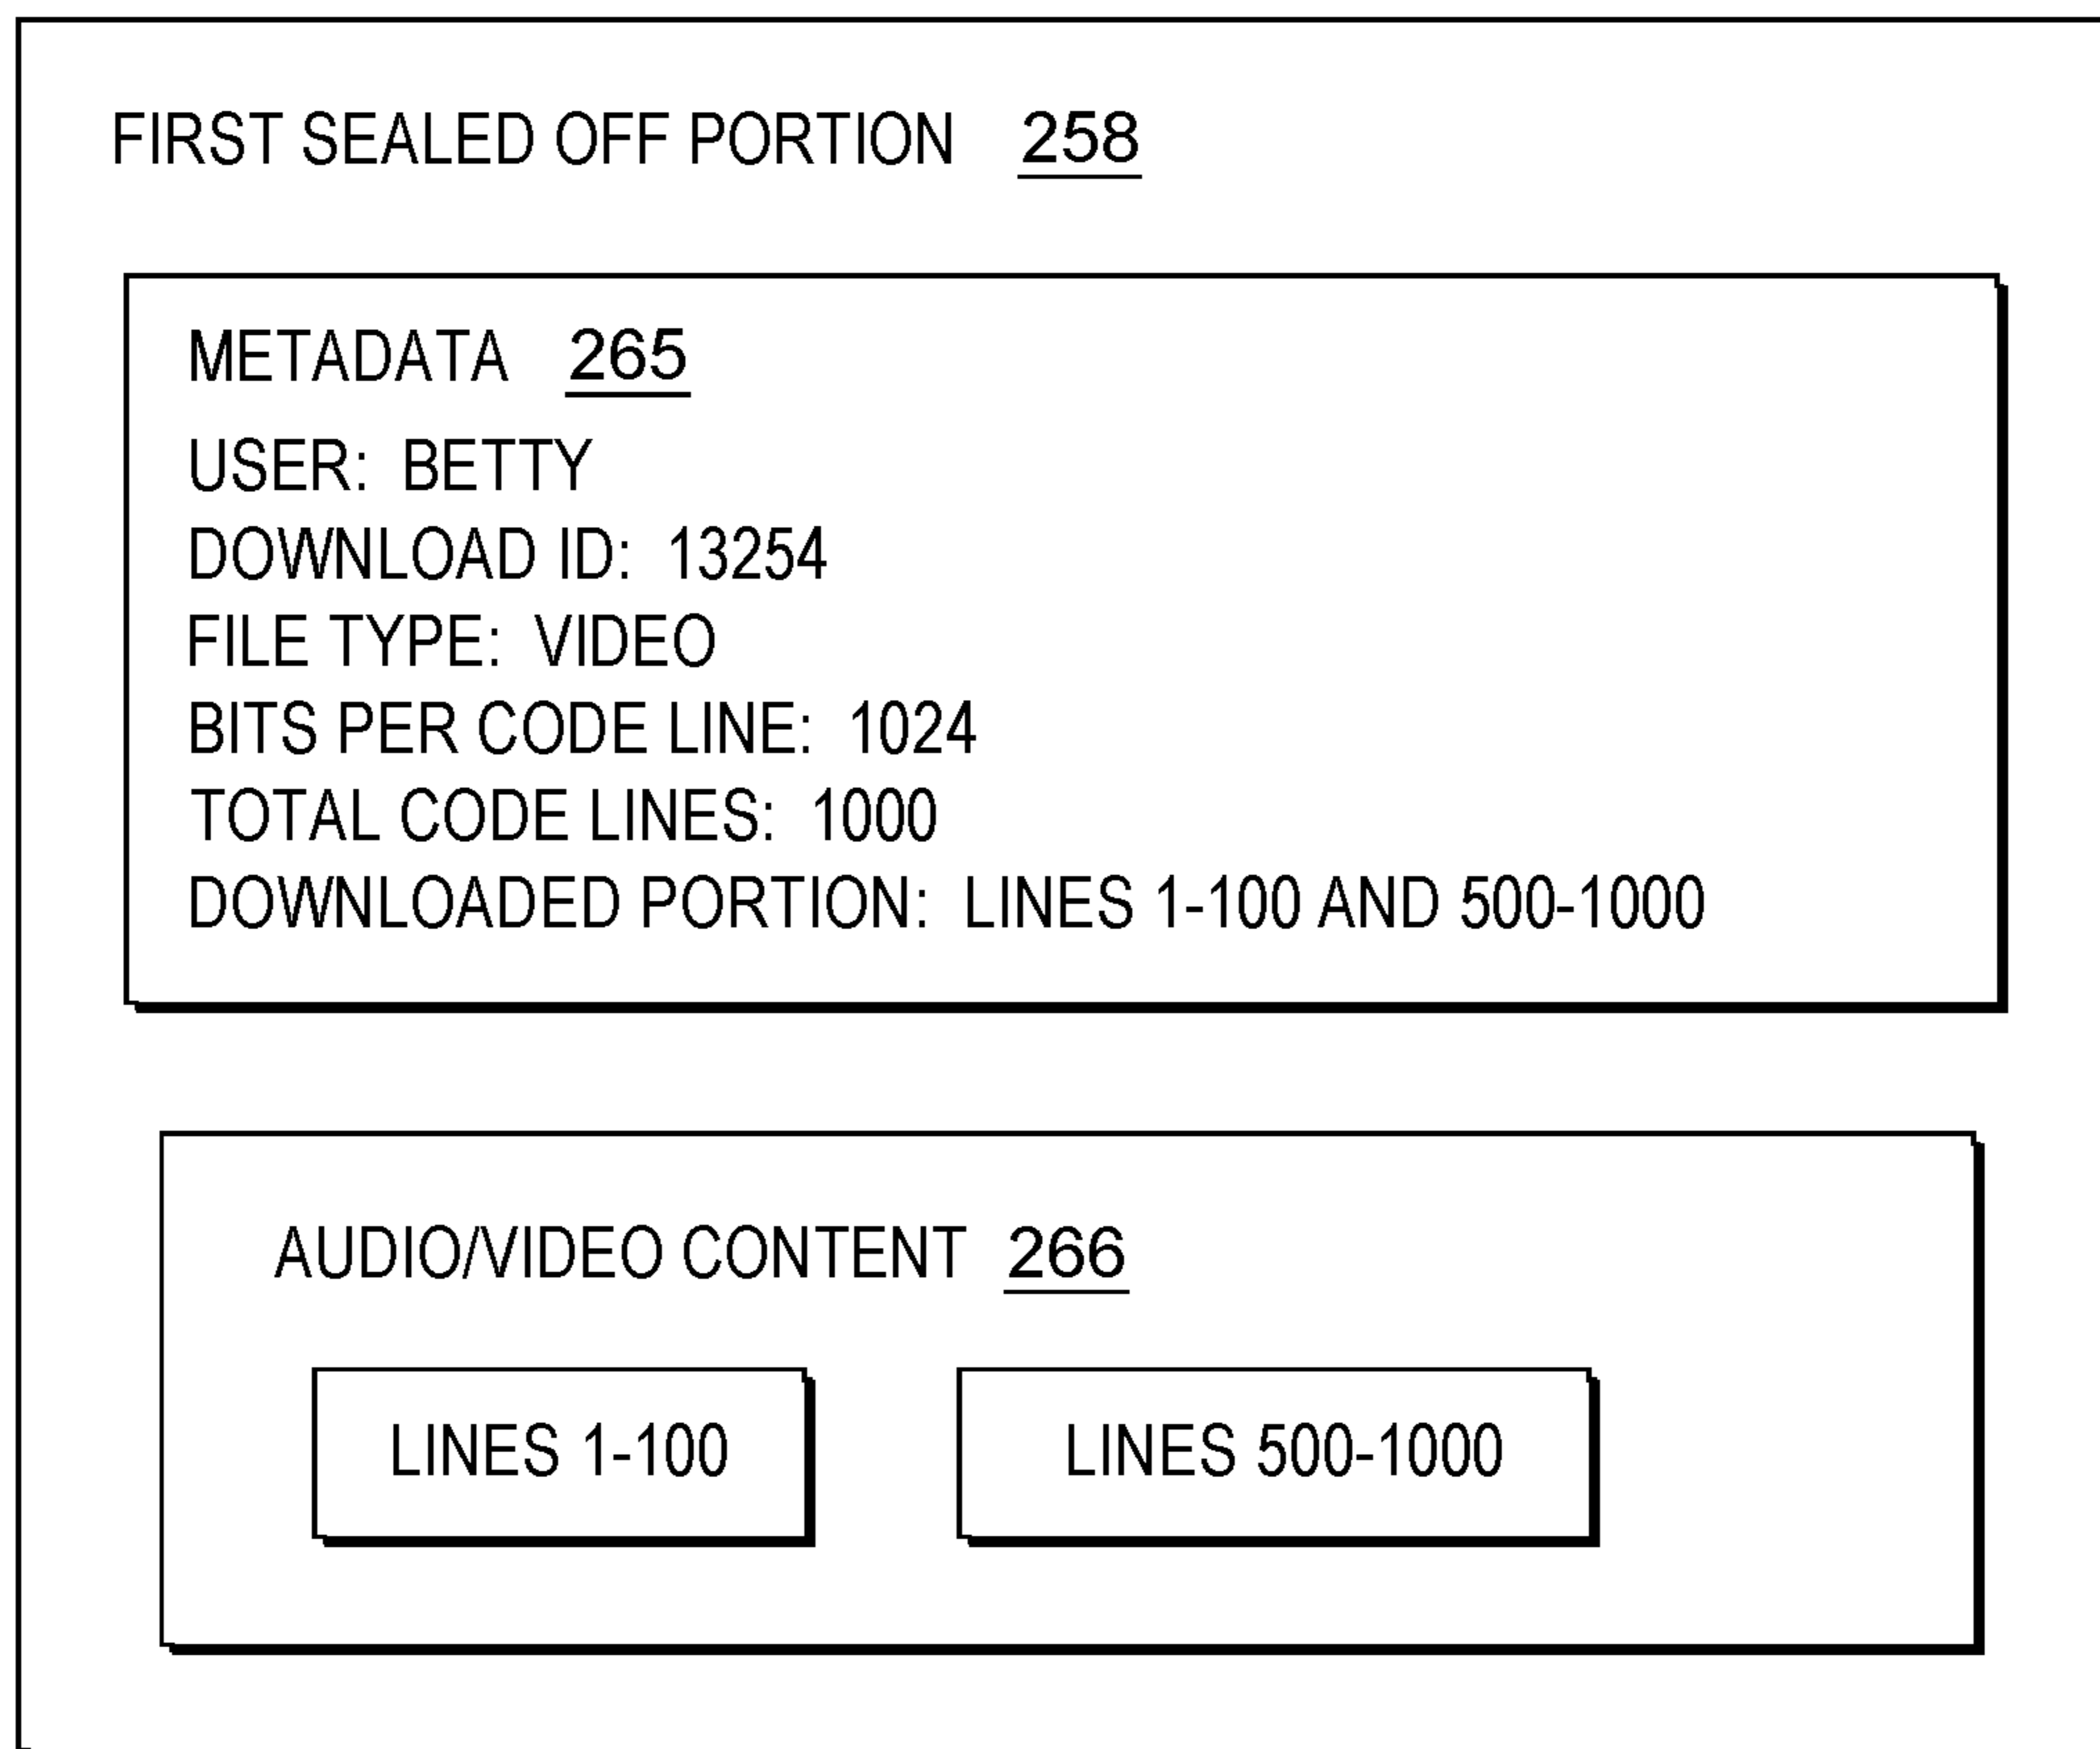 FIRST SEALED OFF PORTION 258
METADATA 265
USER: BETTY
DOWNLOAD ID: 13254
FILE TYPE: VIDEO
BITS PER CODE LINE: 1024
TOTAL CODE LINES: 1000
DOWNLOADED PORTION: LINES 1-100 AND 500-1000
AUDIO/VIDEO CONTENT 266
LINES 1-100
LINES 500-1000